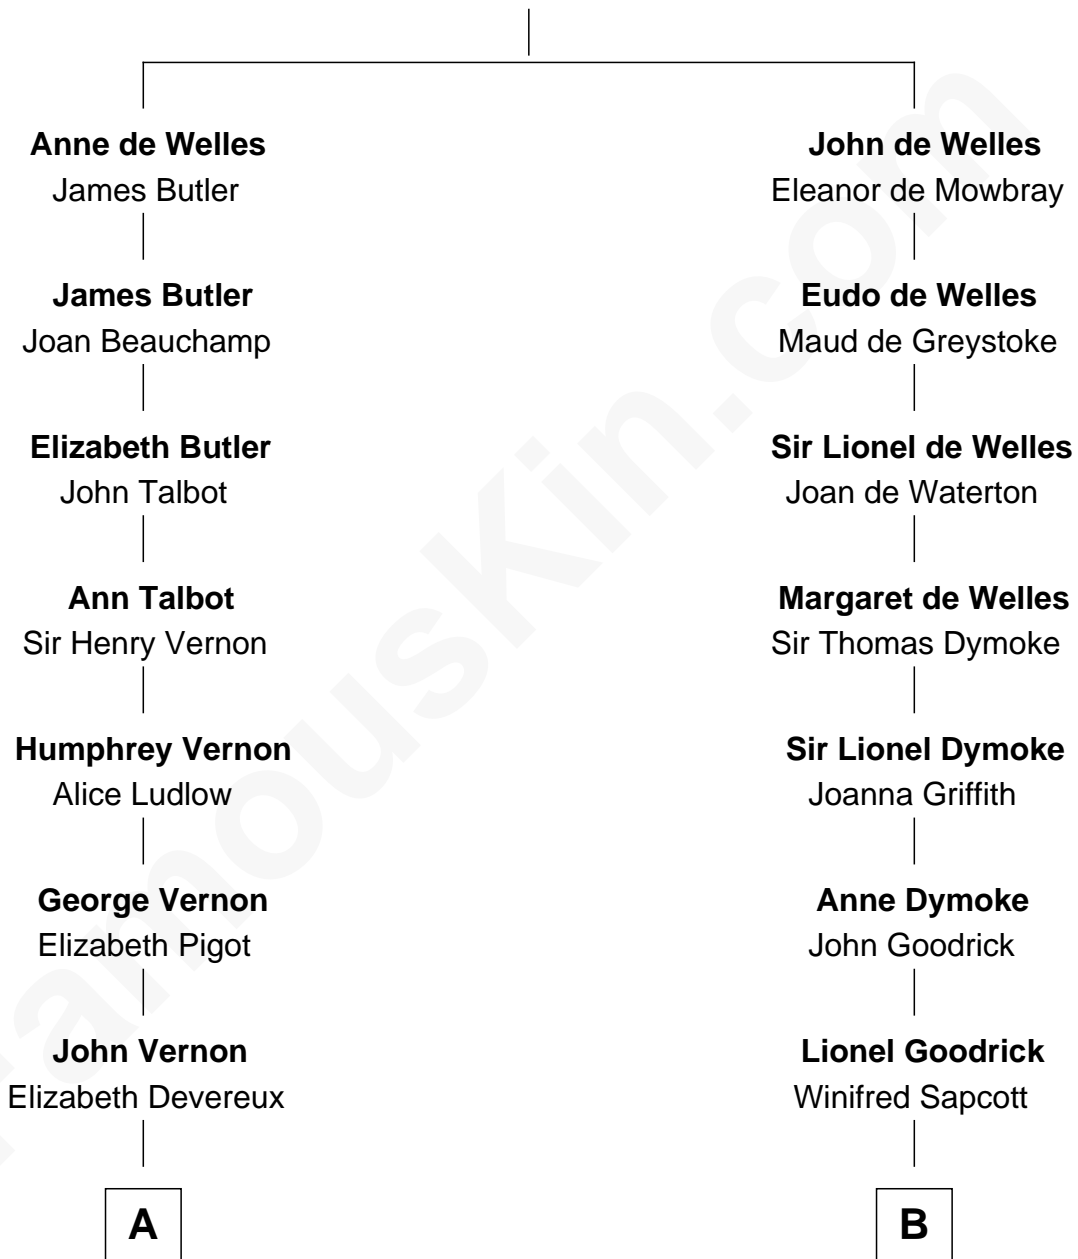 Anne de Welles
James Butler
James Butler
Joan Beauchamp
Elizabeth Butler
John Talbot
Ann Talbot
Sir Henry Vernon
Humphrey Vernon
Alice Ludlow
George Vernon
Elizabeth Pigot
John Vernon
Elizabeth Devereux
A
John de Welles
Eleanor de Mowbray
Eudo de Welles
Maud de Greystoke
Sir Lionel de Welles
Joan de Waterton
Margaret de Welles
Sir Thomas Dymoke
Sir Lionel Dymoke
Joanna Griffith
Anne Dymoke
John Goodrick
Lionel Goodrick
Winifred Sapcott
B
FamousKin.com